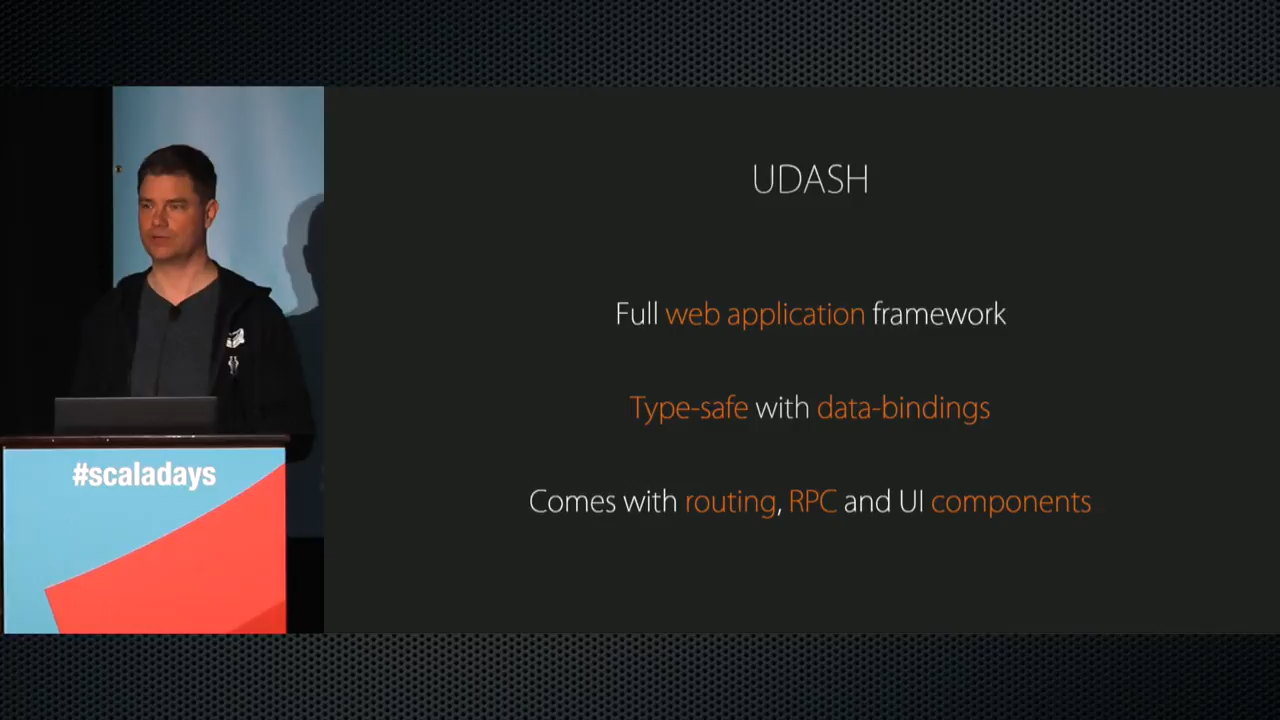 UDASH
Full web application framework
Type-safe with data-bindings
Comes with routing, RPC and UI components
#scaladays